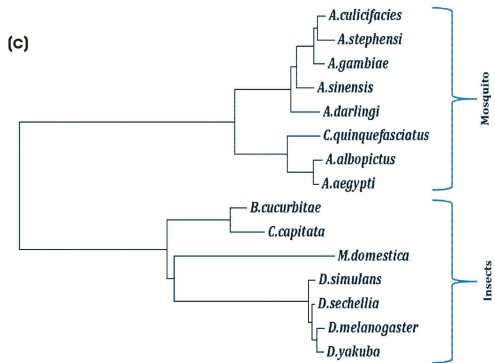 (c)
A.culicifacies
A.stephensi
A.gambiae
A.sinensis
A.darlingi
C.quinquefasciatus
A.albopictus
A.aegypti
Mosquito
B.cucurbitae
C.capitata
M.domestica
D.simulans
D.sechellia
D.melanogaster
D.yakuba
Insects